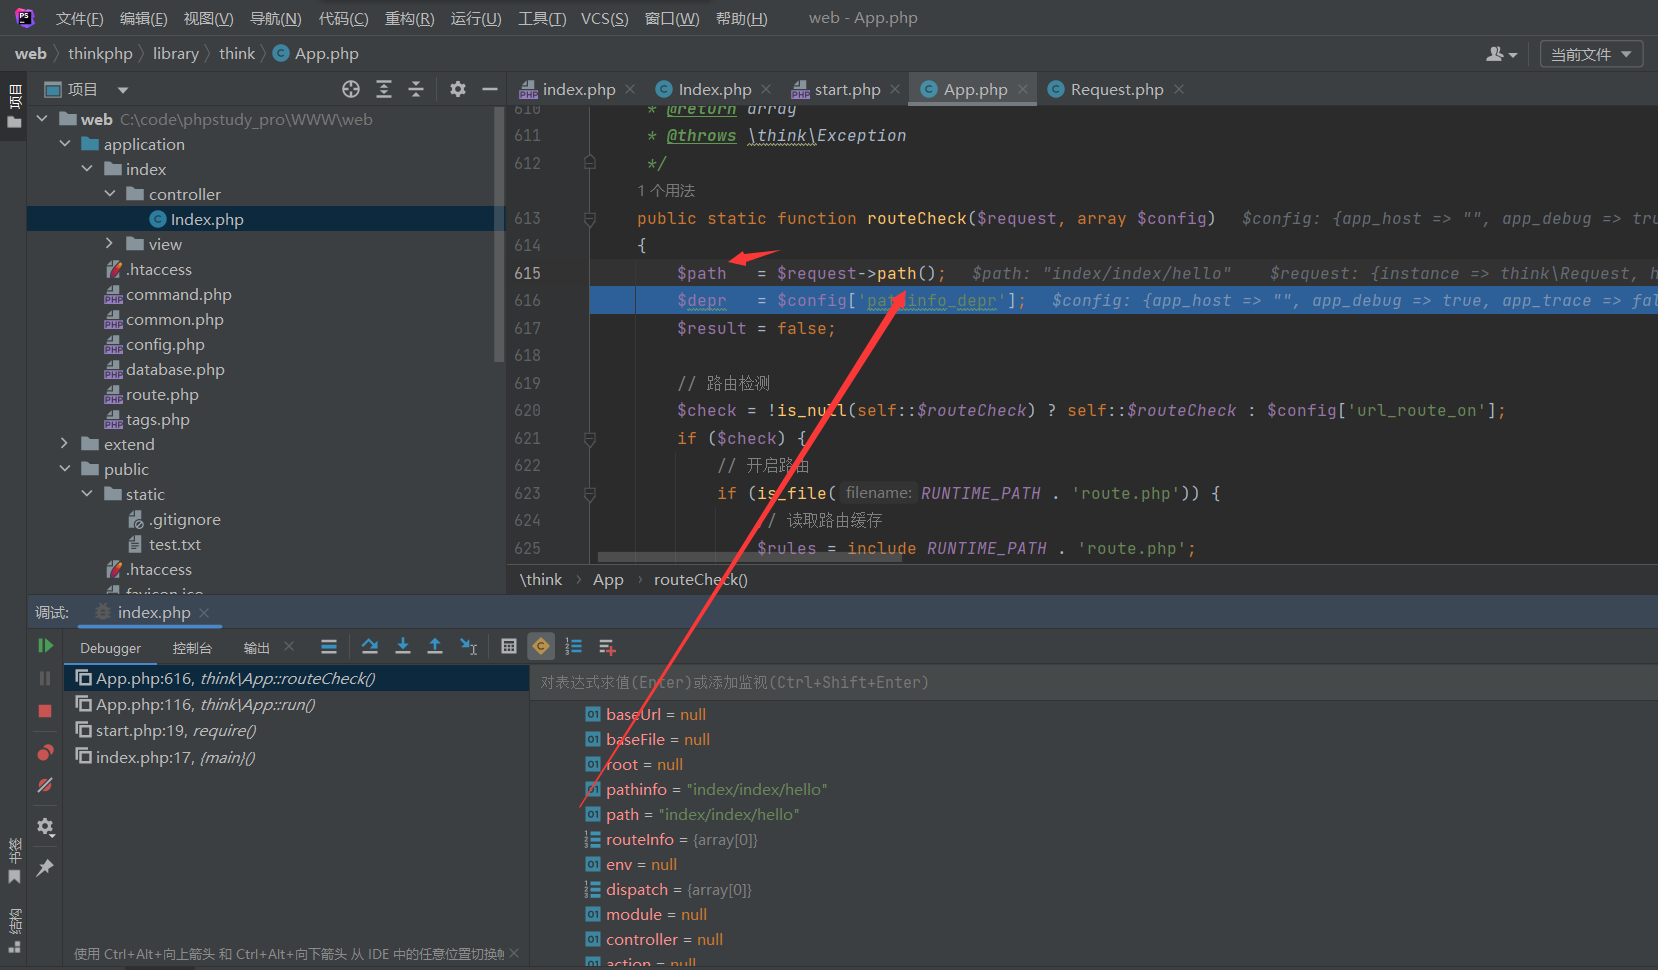 PS 文件(F) 编辑(E) 视图(V) 导航(N) 代码(C) 重构(R) 运行(U) 工具(T) VCS(S) 窗口(W) 帮助(H) web - App.php
web thinkphp library think App.php 当前文件
项目
项目
index.php Index.php start.php App.php Request.php
web C:\code\phpstudy_pro\WWW\web
application
index
controller
Index.php
view
.htaccess
command.php
common.php
config.php
database.php
route.php
tags.php
extend
public
static
.gitignore
test.txt
.htaccess
favicon.ico
610 * @return array
611 * @throws \think\Exception
612 */
1 个用法
613 public static function routeCheck($request, array $config) $config: {app_host => "", app_debug => tru
614 {
615 $path = $request->path(); $path: "index/index/hello" $request: {instance => think\Request, h
616 $depr = $config['pathinfo_depr']; $config: {app_host => "", app_debug => true, app_trace => fal
617 $result = false;
618
619 // 路由检测
620 $check = !is_null(self::$routeCheck) ? self::$routeCheck : $config['url_route_on'];
621 if ($check) {
622 // 开启路由
623 if (is_file( filename: RUNTIME_PATH . 'route.php')) {
624 // 读取路由缓存
625 $rules = include RUNTIME_PATH . 'route.php';
\think App routeCheck()
调试: index.php
Debugger 控制台 输出
App.php:616, think\App::routeCheck()
App.php:116, think\App::run()
start.php:19, require()
index.php:17, {main}()
对表达式求值(Enter)或添加监视(Ctrl+Shift+Enter)
baseUrl = null
baseFile = null
root = null
pathinfo = "index/index/hello"
path = "index/index/hello"
routeInfo = {array[0]}
env = null
dispatch = {array[0]}
module = null
controller = null
action = null
书签
结构
使用 Ctrl+Alt+向上箭头 和 Ctrl+Alt+向下箭头 从 IDE 中的任意位置切换